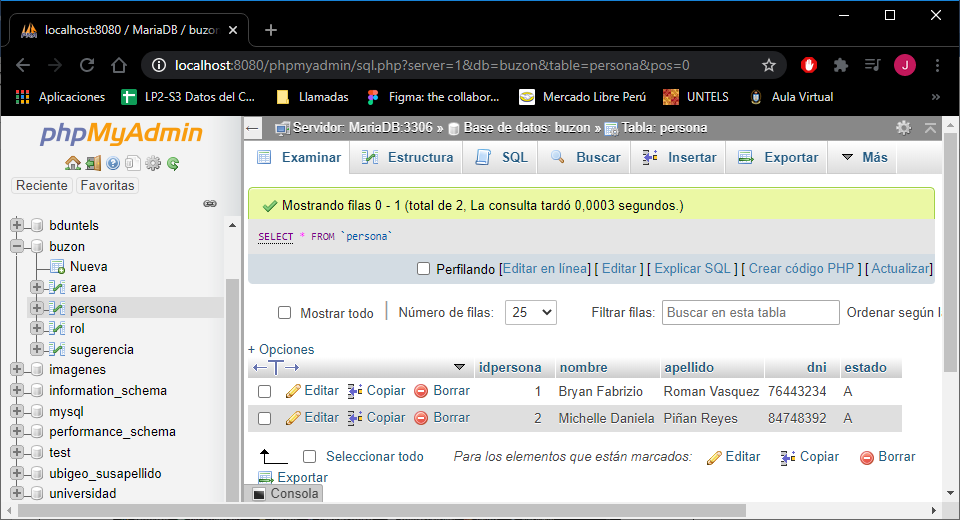 localhost:8080 / MariaDB / buzon
localhost:8080/phpmyadmin/sql.php?server=1&db=buzon&table=persona&pos=0
J
Aplicaciones LP2-S3 Datos del C... Llamadas Figma: the collabor... Mercado Libre Perú UNTELS Aula Virtual »
phpMyAdmin
Reciente Favoritas
bduntels
buzon
Nueva
area
persona
rol
sugerencia
imagenes
information_schema
mysql
performance_schema
test
ubigeo_susapellido
universidad
Servidor: MariaDB:3306 » Base de datos: buzon » Tabla: persona
Examinar Estructura SQL Buscar Insertar Exportar Más
Mostrando filas 0 - 1 (total de 2, La consulta tardó 0,0003 segundos.)
SELECT * FROM `persona`
Perfilando [Editar en línea] [ Editar ] [ Explicar SQL ] [ Crear código PHP ] [ Actualizar]
Mostrar todo Número de filas: 25 Filtrar filas: Buscar en esta tabla Ordenar según l
+ Opciones
←T→ idpersona nombre apellido dni estado
Editar Copiar Borrar 1 Bryan Fabrizio Roman Vasquez 76443234 A
Editar Copiar Borrar 2 Michelle Daniela Piñan Reyes 84748392 A
Seleccionar todo Para los elementos que están marcados: Editar Copiar Borrar
Exportar
Consola